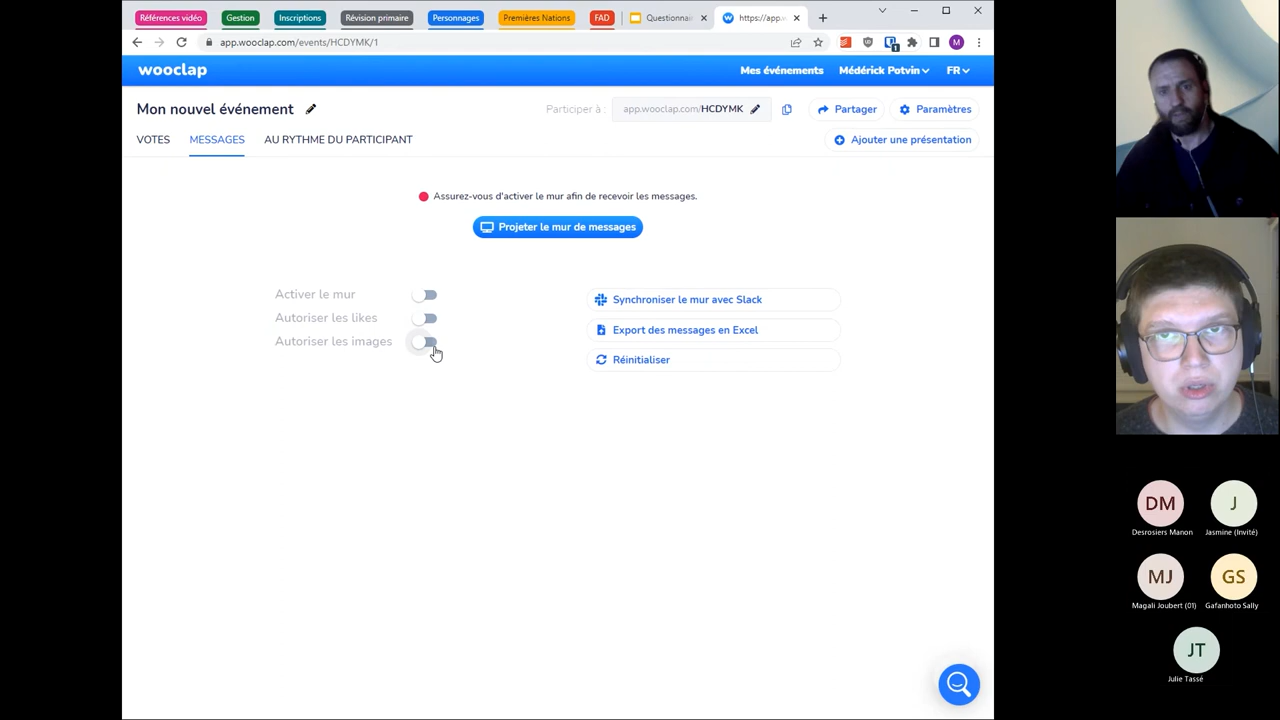 Références vidéo
Gestion
Inscriptions
Révision primaire
Personnages
Premières Nations
FAD
Questionnai
https://app.w
app.wooclap.com/events/HCDYMK/1
M
wooclap
Mes événements
Médérick Potvin
FR
Mon nouvel événement
Participer à :
app.wooclap.com/HCDYMK
Partager
Paramètres
VOTES
MESSAGES
AU RYTHME DU PARTICIPANT
Ajouter une présentation
Assurez-vous d'activer le mur afin de recevoir les messages.
Projeter le mur de messages
Activer le mur
Autoriser les likes
Autoriser les images
Synchroniser le mur avec Slack
Export des messages en Excel
Réinitialiser
DM
Desrosiers Manon
J
Jasmine (Invité)
MJ
Magali Joubert (01)
GS
Gafanhoto Sally
JT
Julie Tassé